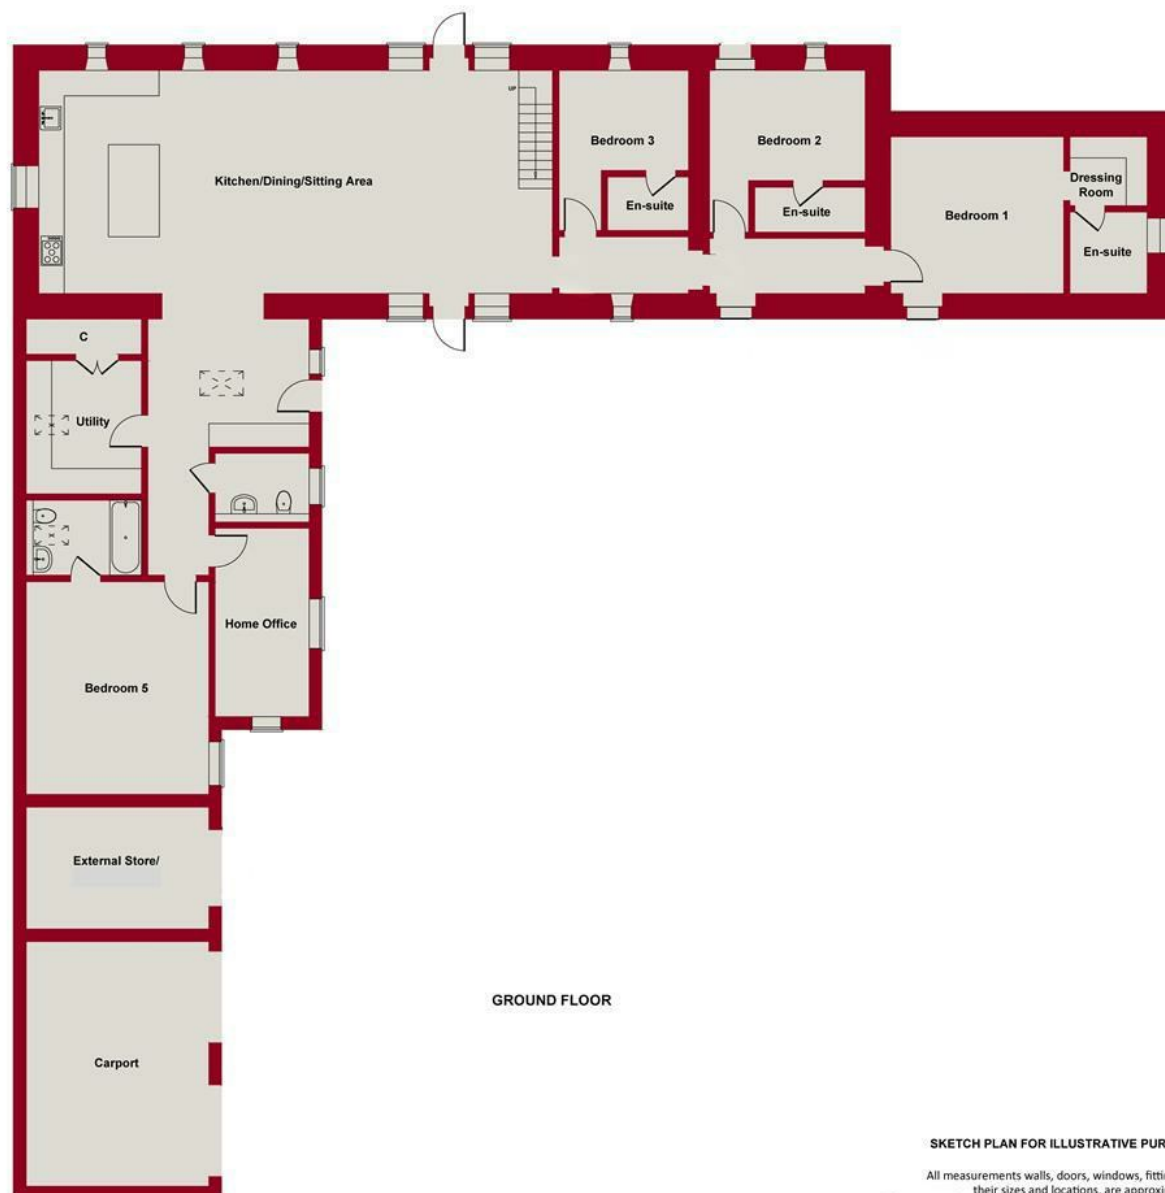 UP
Bedroom 3
Bedroom 2
Kitchen/Dining/Sitting Area
Dressing
Room
En-suite
En-suite
Bedroom 1
En-suite
C
Utility
Home Office
Bedroom 5
External Store/
GROUND FLOOR
Carport
SKETCH PLAN FOR ILLUSTRATIVE PUR
All measurements walls, doors, windows, fitti
their sizes and locations, are approxi